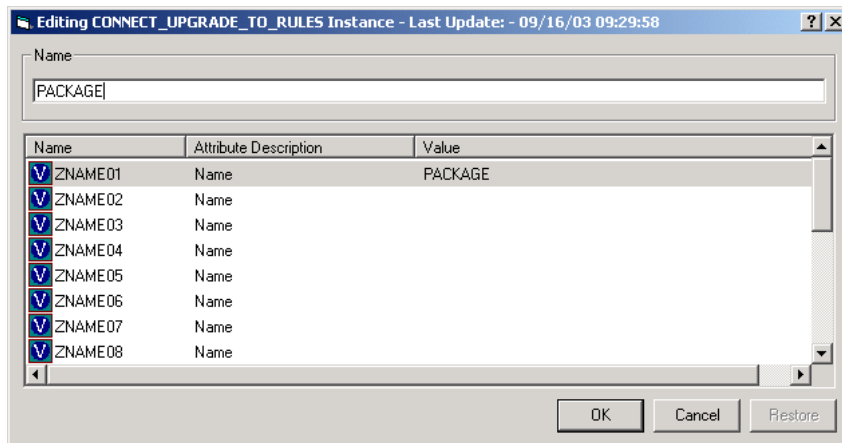 Editing CONNECT_UPGRADE_TO_RULES Instance - Last Update: - 09/16/03 09:29:58
Name
PACKAGE
Name Attribute Description Value
V ZNAME01 Name PACKAGE
V ZNAME02 Name
V ZNAME03 Name
V ZNAME04 Name
V ZNAME05 Name
V ZNAME06 Name
V ZNAME07 Name
V ZNAME08 Name
OK Cancel Restore